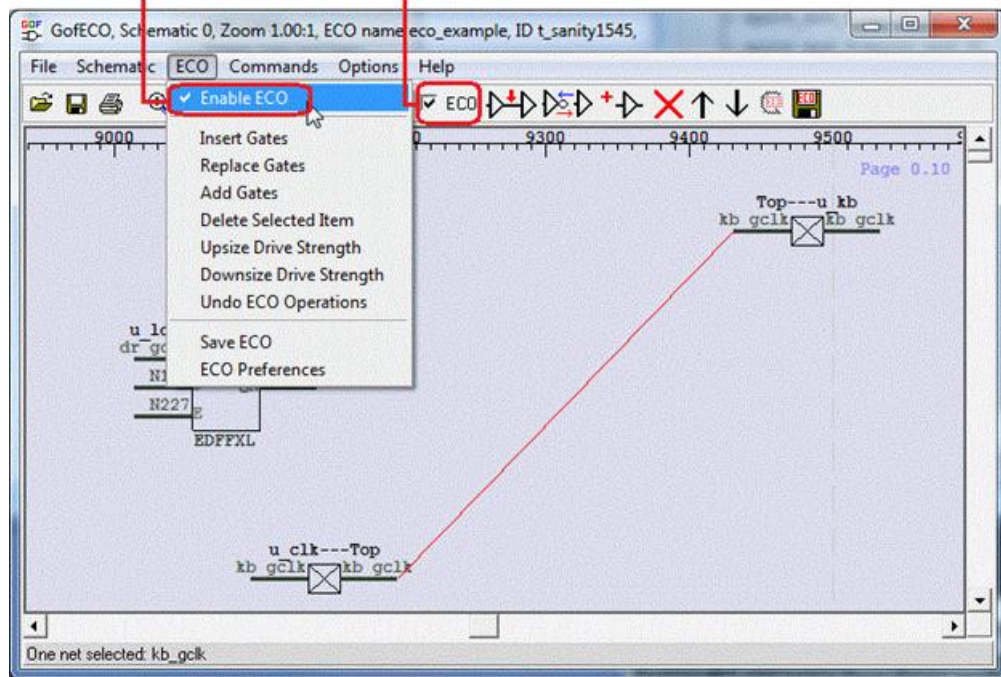 GOF GofECO, Schematic 0, Zoom 1.00:1, ECO name eco_example, ID t_sanity1545,
File Schematic ECO Commands Options Help
Enable ECO
ECO
ECO
Insert Gates
Replace Gates
Add Gates
Delete Selected Item
Upsize Drive Strength
Downsize Drive Strength
Undo ECO Operations
Save ECO
ECO Preferences
9000 9300 9400 9500
Page 0.10
Top---u_kb
kb_gclk kb_gclk
N227 E
EDFFXL
u_clk---Top
kb_gclk kb_gclk
One net selected: kb_gclk